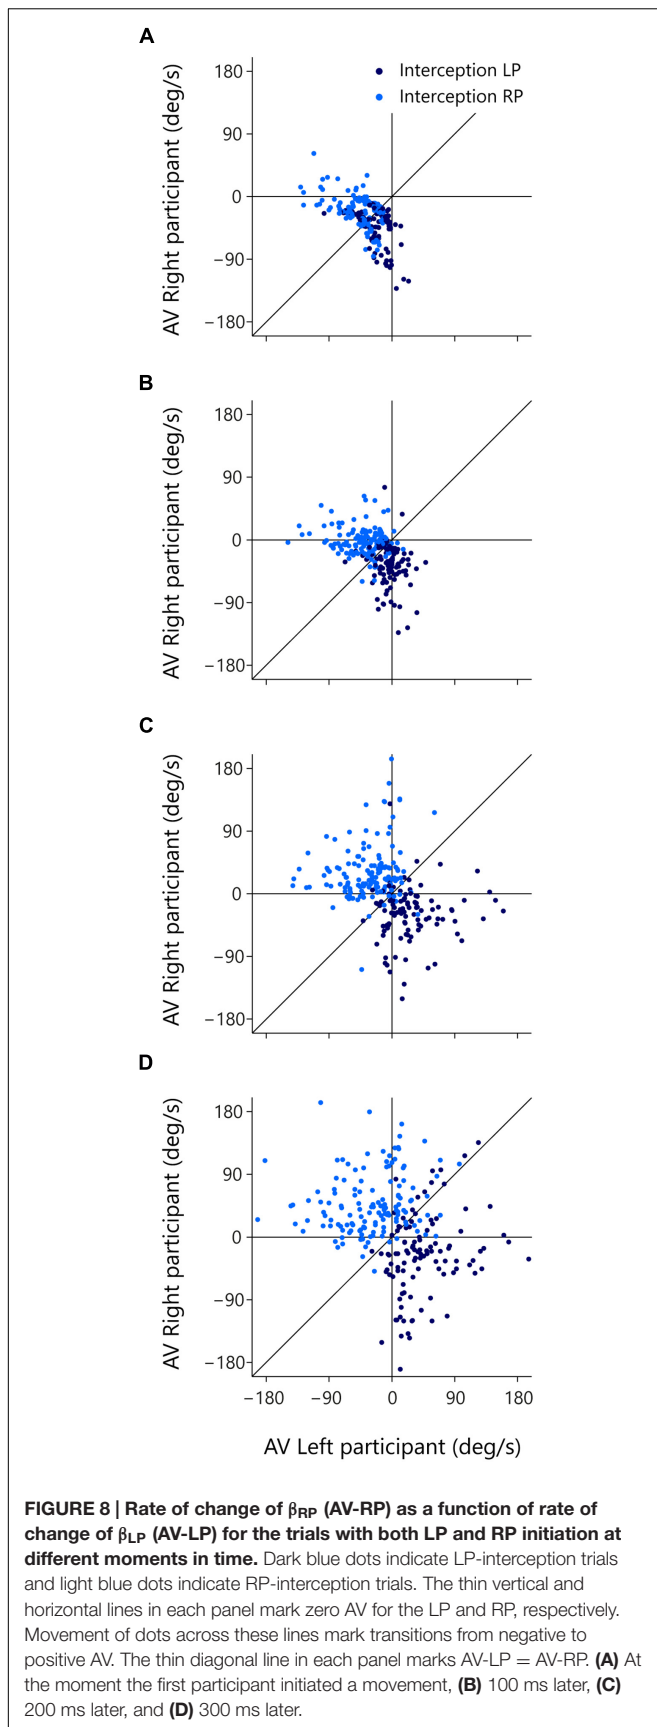 A
180
90
0
−90
−180
AV Right participant (deg/s)
Interception LP
Interception RP
B
180
90
0
−90
−180
AV Right participant (deg/s)
C
180
90
0
−90
−180
AV Right participant (deg/s)
D
180
90
0
−90
−180
AV Right participant (deg/s)
−180 −90 0 90 180
AV Left participant (deg/s)
FIGURE 8 | Rate of change of βRP (AV-RP) as a function of rate of
change of βLP (AV-LP) for the trials with both LP and RP initiation at
different moments in time. Dark blue dots indicate LP-interception trials
and light blue dots indicate RP-interception trials. The thin vertical and
horizontal lines in each panel mark zero AV for the LP and RP, respectively.
Movement of dots across these lines mark transitions from negative to
positive AV. The thin diagonal line in each panel marks AV-LP = AV-RP. (A) At
the moment the first participant initiated a movement, (B) 100 ms later, (C)
200 ms later, and (D) 300 ms later.